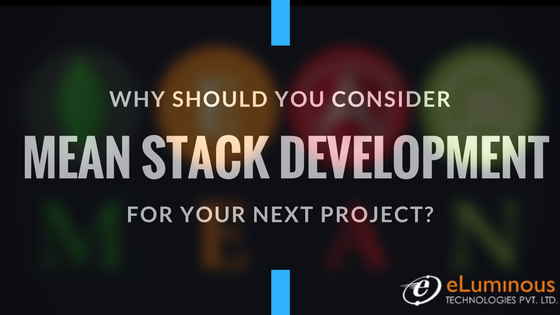 WHY SHOULD YOU CONSIDER
MEAN STACK DEVELOPMENT
FOR YOUR NEXT PROJECT?
M E A N
e eLuminous
TECHNOLOGIES PVT. LTD.